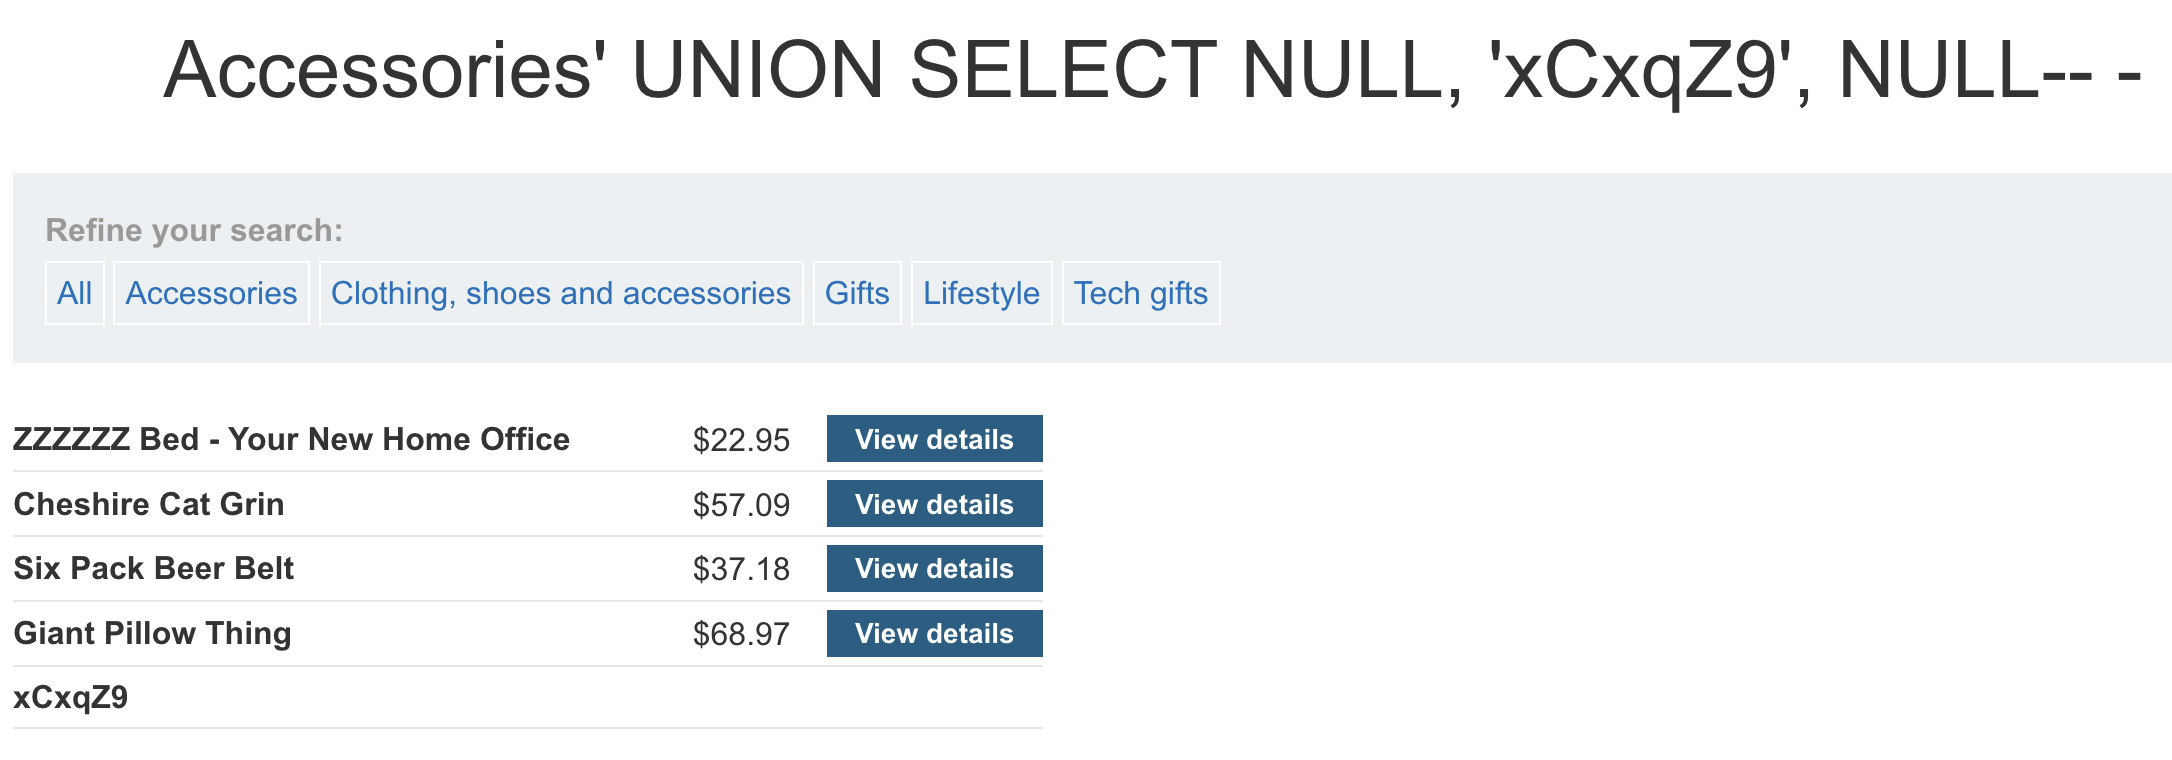 Accessories' UNION SELECT NULL, 'xCxqZ9', NULL-- -
Refine your search:
All Accessories Clothing, shoes and accessories Gifts Lifestyle Tech gifts
ZZZZZZ Bed - Your New Home Office $22.95 View details
Cheshire Cat Grin $57.09 View details
Six Pack Beer Belt $37.18 View details
Giant Pillow Thing $68.97 View details
xCxqZ9